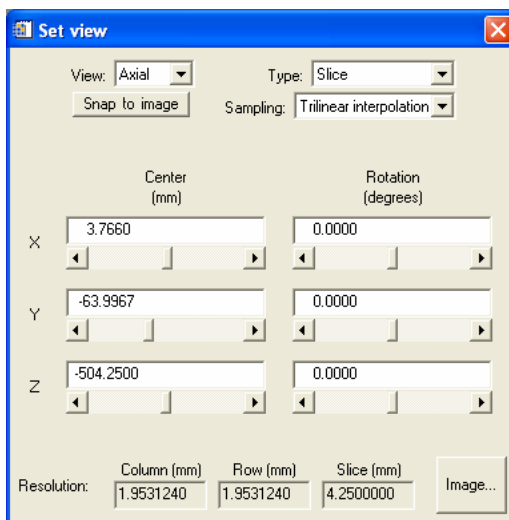 Set view
View: Axial Type: Slice
Snap to image Sampling: Trilinear interpolation
Center Rotation
(mm) (degrees)
X 3.7660 0.0000
Y -63.9967 0.0000
Z -504.2500 0.0000
Column (mm) Row (mm) Slice (mm)
Resolution: 1.9531240 1.9531240 4.2500000 Image...